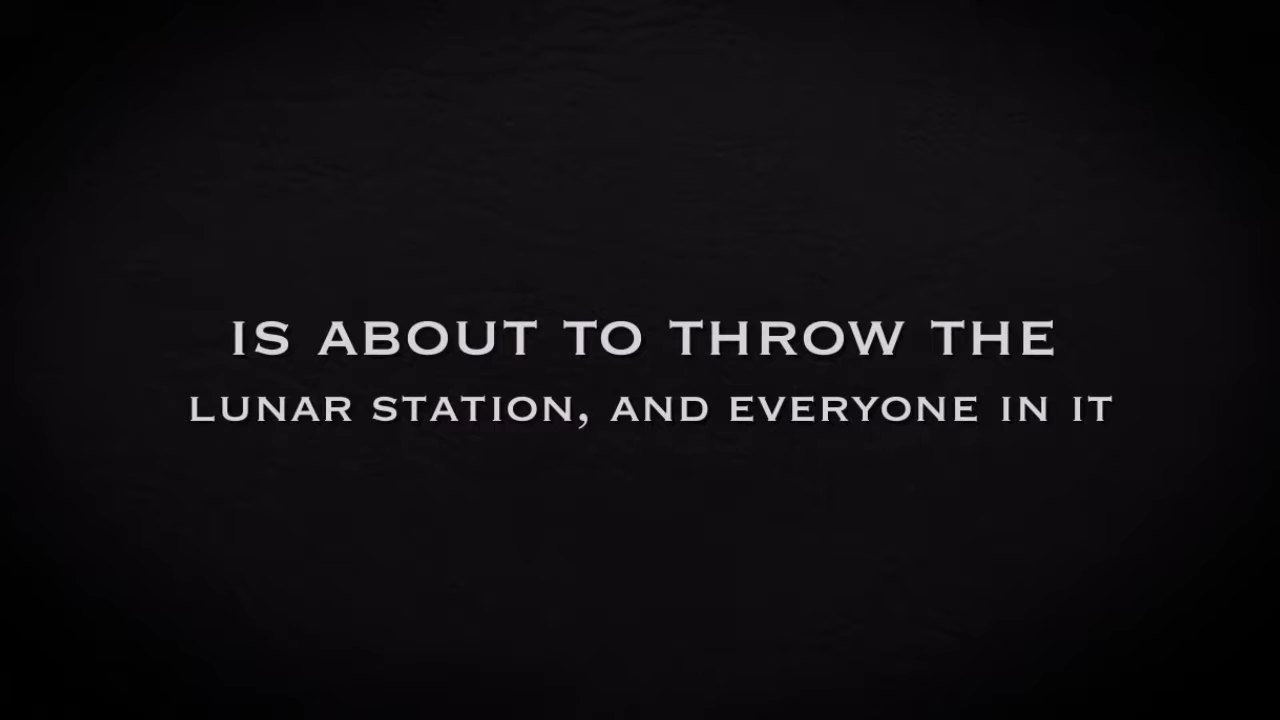 IS ABOUT TO THROW THE
LUNAR STATION, AND EVERYONE IN IT